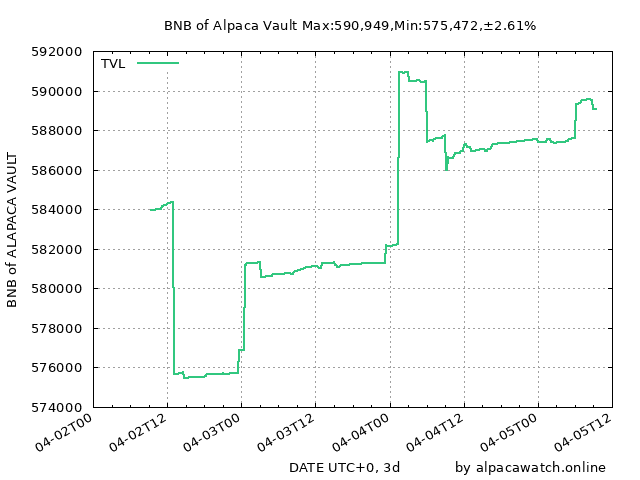 BNB of Alpaca Vault Max:590,949,Min:575,472,±2.61%
TVL
592000
590000
588000
586000
584000
582000
580000
578000
576000
574000
BNB of ALAPACA VAULT
04-02T00
04-02T12
04-03T00
04-03T12
04-04T00
04-04T12
04-05T00
04-05T12
DATE UTC+0, 3d
by alpacawatch.online